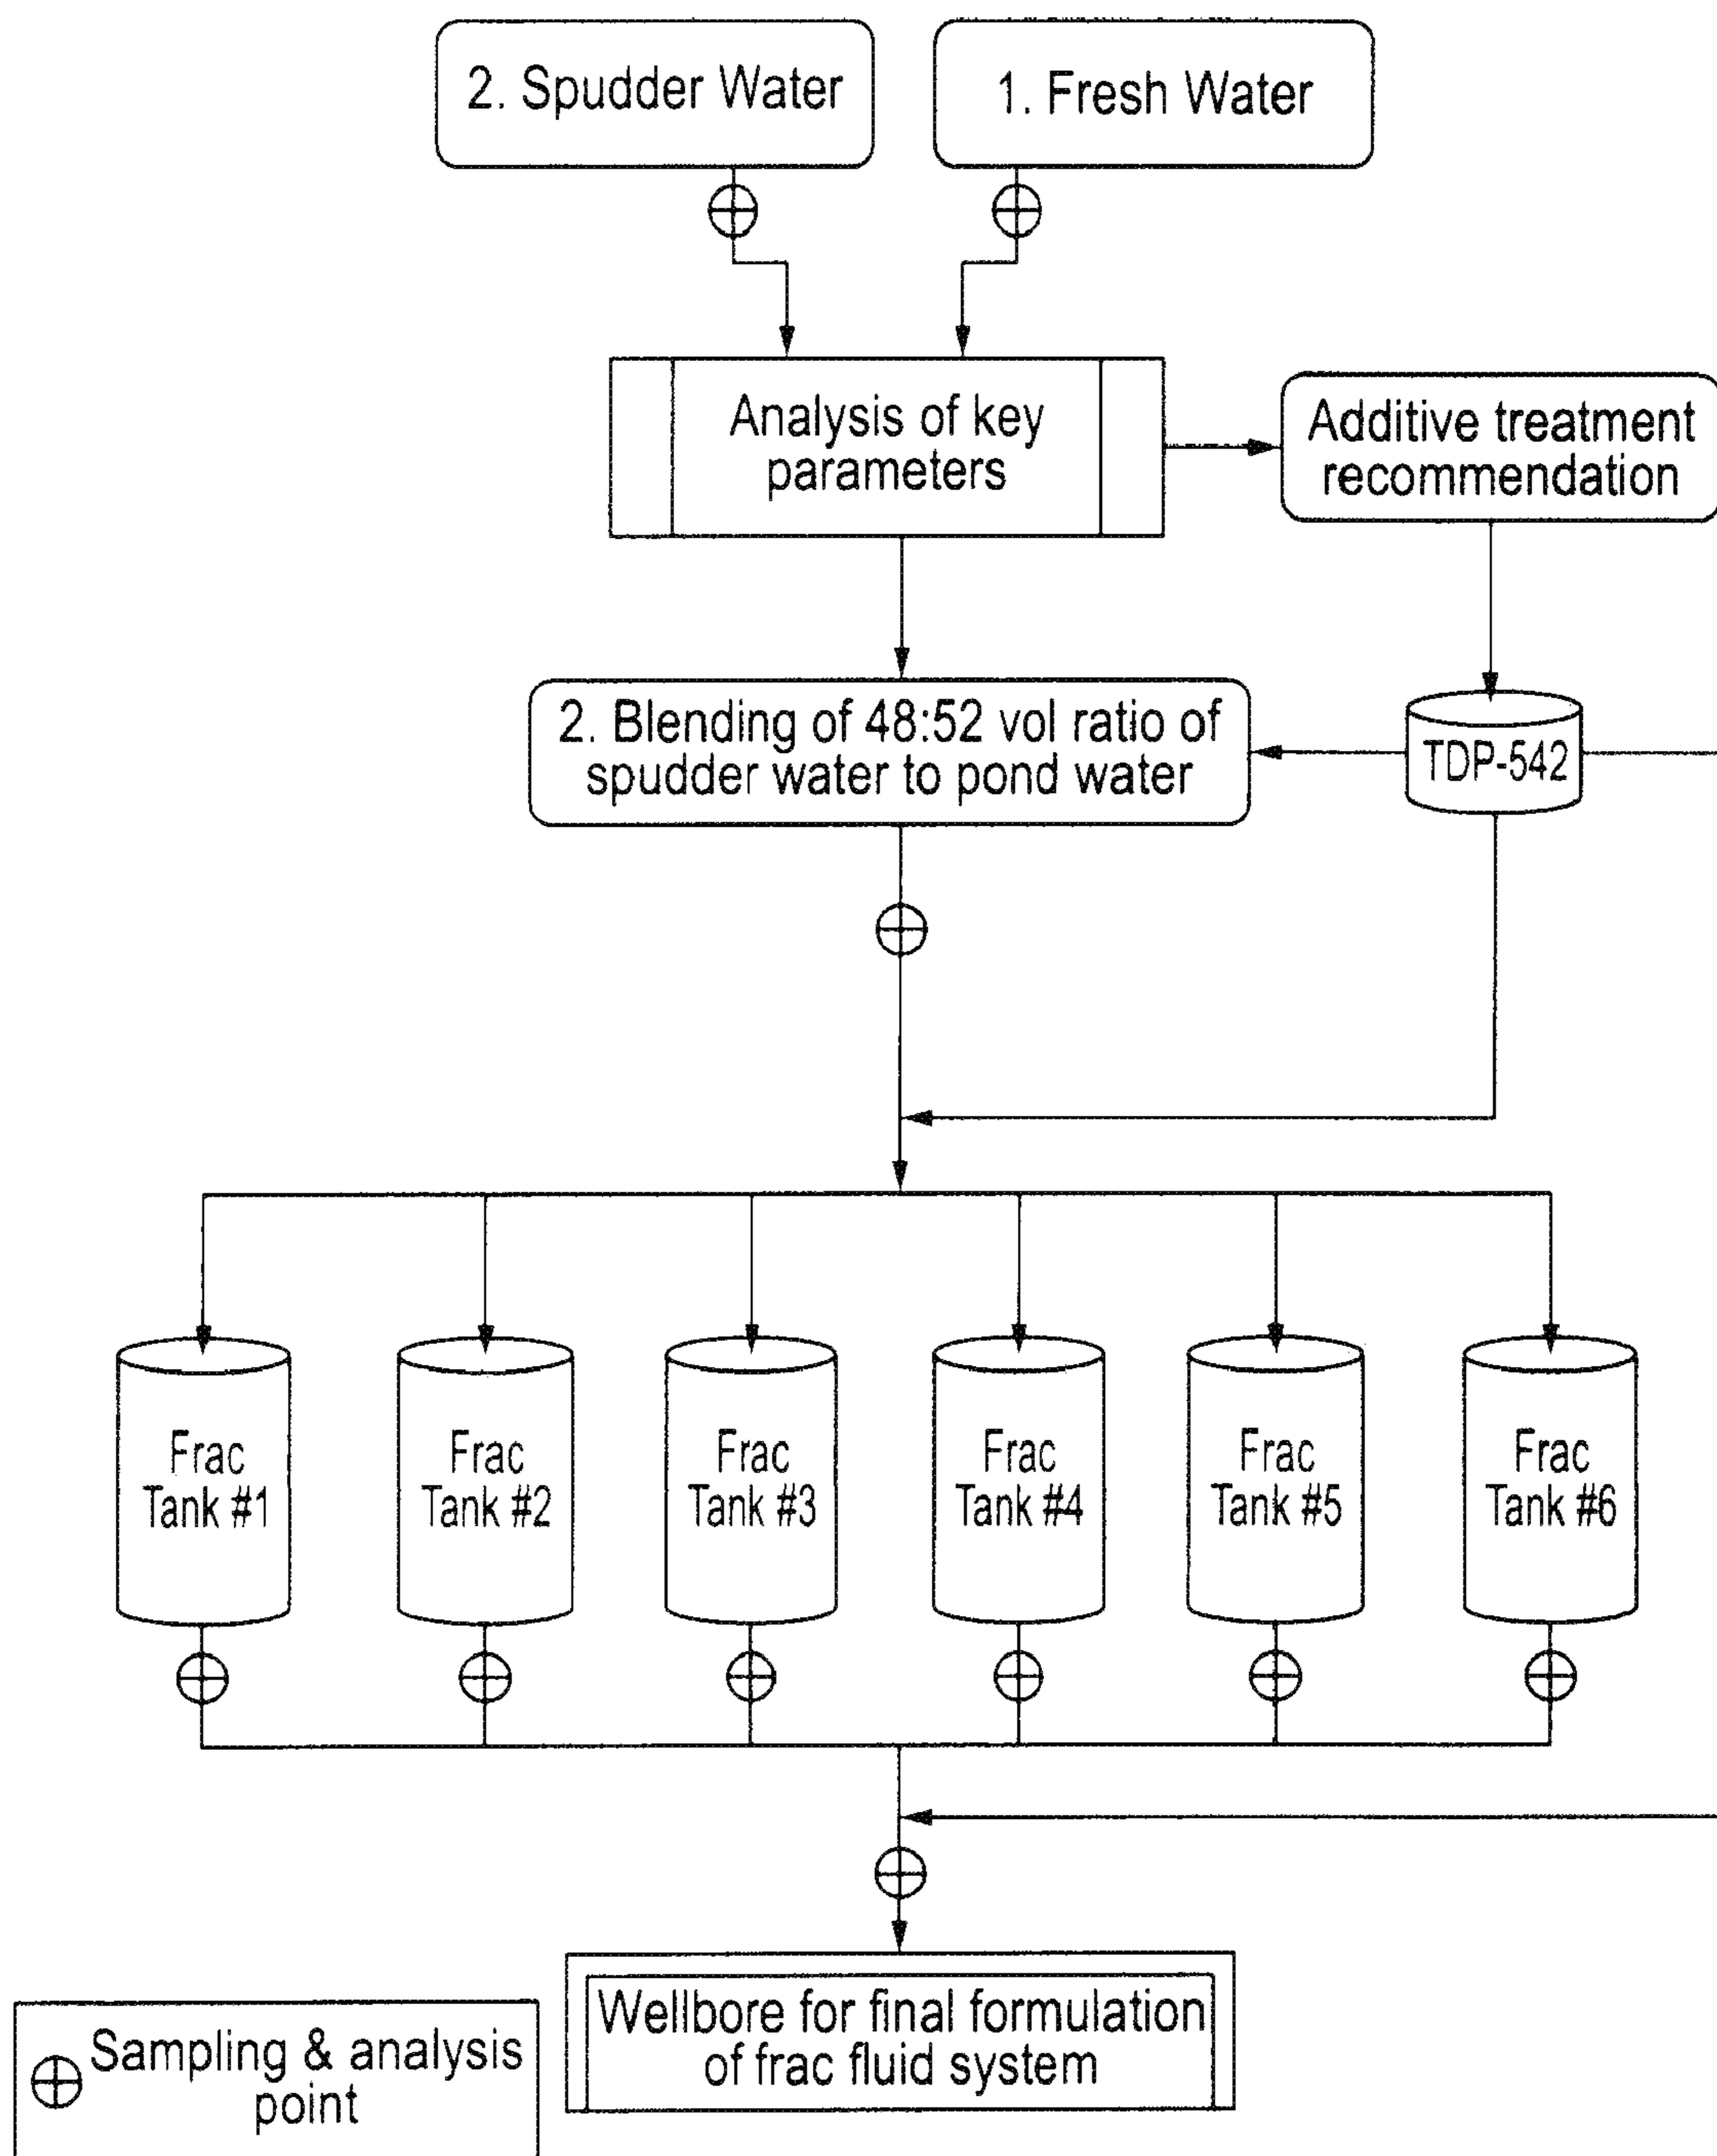 2. Spudder Water
1. Fresh Water
Analysis of key
parameters
Additive treatment
recommendation
2. Blending of 48:52 vol ratio of
spudder water to pond water
TDP-542
Frac
Tank #1
Frac
Tank #2
Frac
Tank #3
Frac
Tank #4
Frac
Tank #5
Frac
Tank #6
Wellbore for final formulation
of frac fluid system
Sampling & analysis
point